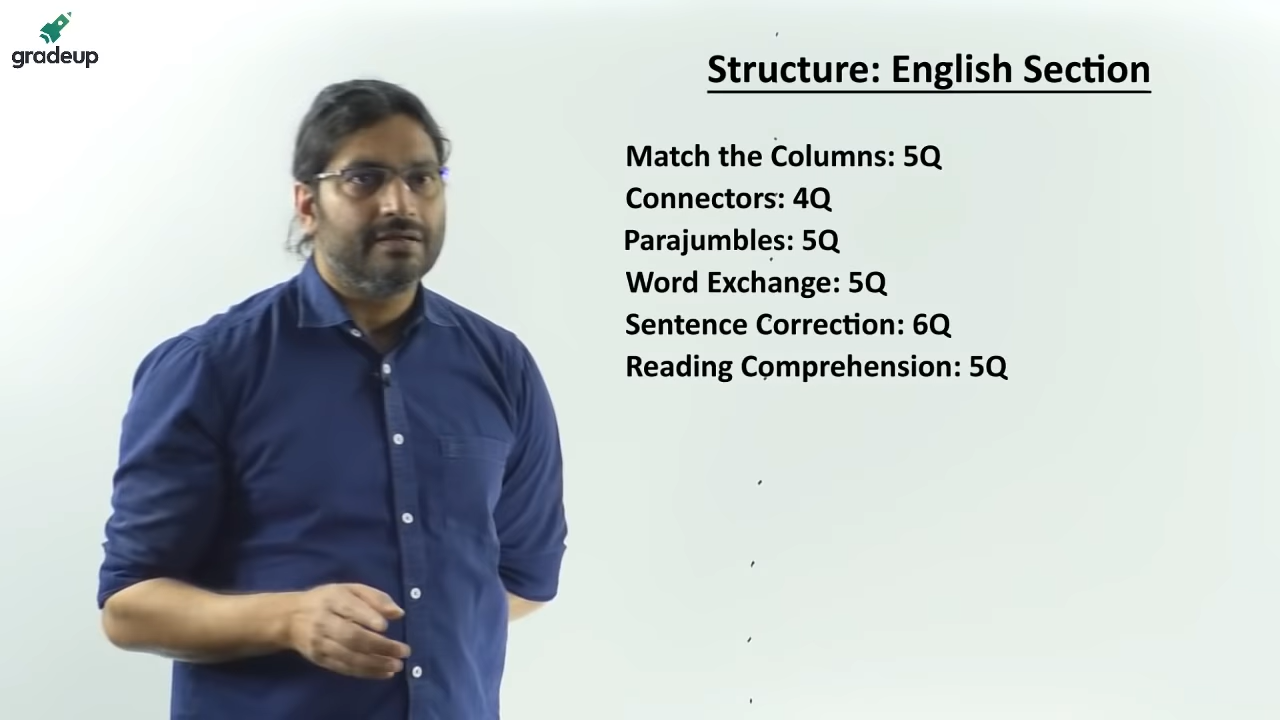 gradeup
Structure: English Section
Match the Columns: 5Q
Connectors: 4Q
Parajumbles: 5Q
Word Exchange: 5Q
Sentence Correction: 6Q
Reading Comprehension: 5Q